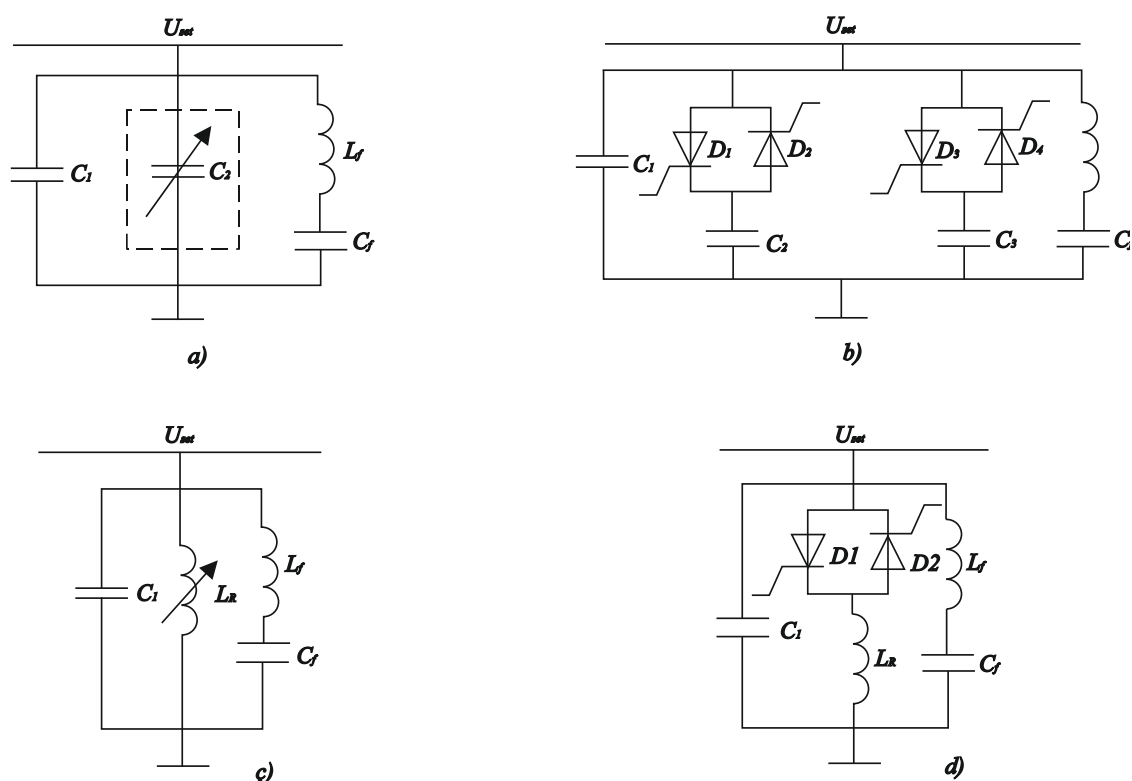 Uset
C1
C2
Lf
Cf
a)
Uset
C1
D1
D2
D3
D4
C2
C3
b)
Uset
C1
LR
Lf
Cf
c)
Uset
D1
D2
Lf
C1
LR
Cf
d)